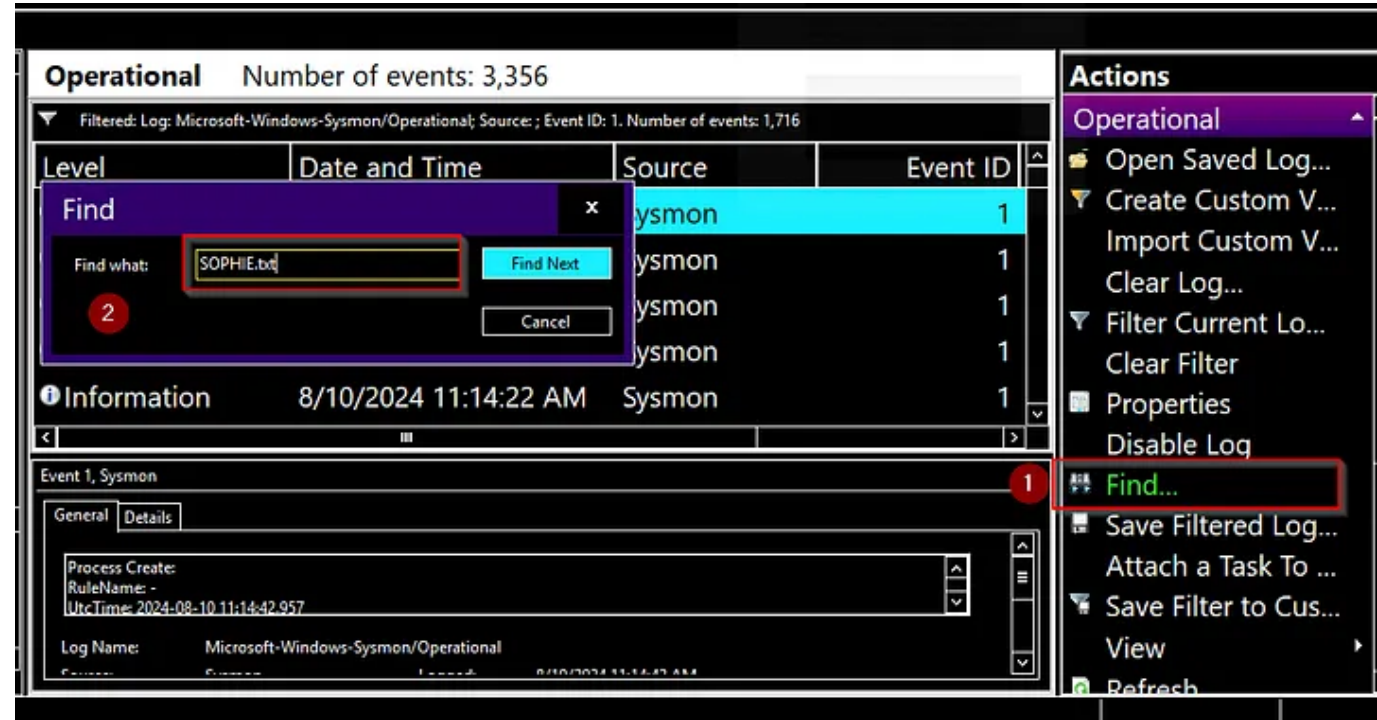 Operational Number of events: 3,356
Filtered: Log: Microsoft-Windows-Sysmon/Operational; Source: ; Event ID: 1. Number of events: 1,716
Level Date and Time Source Event ID
Find x
Find what: SOPHIE.txt Find Next
2
Cancel
ysmon 1
ysmon 1
ysmon 1
ysmon 1
Information 8/10/2024 11:14:22 AM Sysmon 1
Event 1, Sysmon
General Details
Process Create:
RuleName: -
UtcTime: 2024-08-10 11:14:42.957
Log Name: Microsoft-Windows-Sysmon/Operational
Actions
Operational
Open Saved Log...
Create Custom V...
Import Custom V...
Clear Log...
Filter Current Lo...
Clear Filter
Properties
Disable Log
1
Find...
Save Filtered Log...
Attach a Task To ...
Save Filter to Cus...
View
Refresh